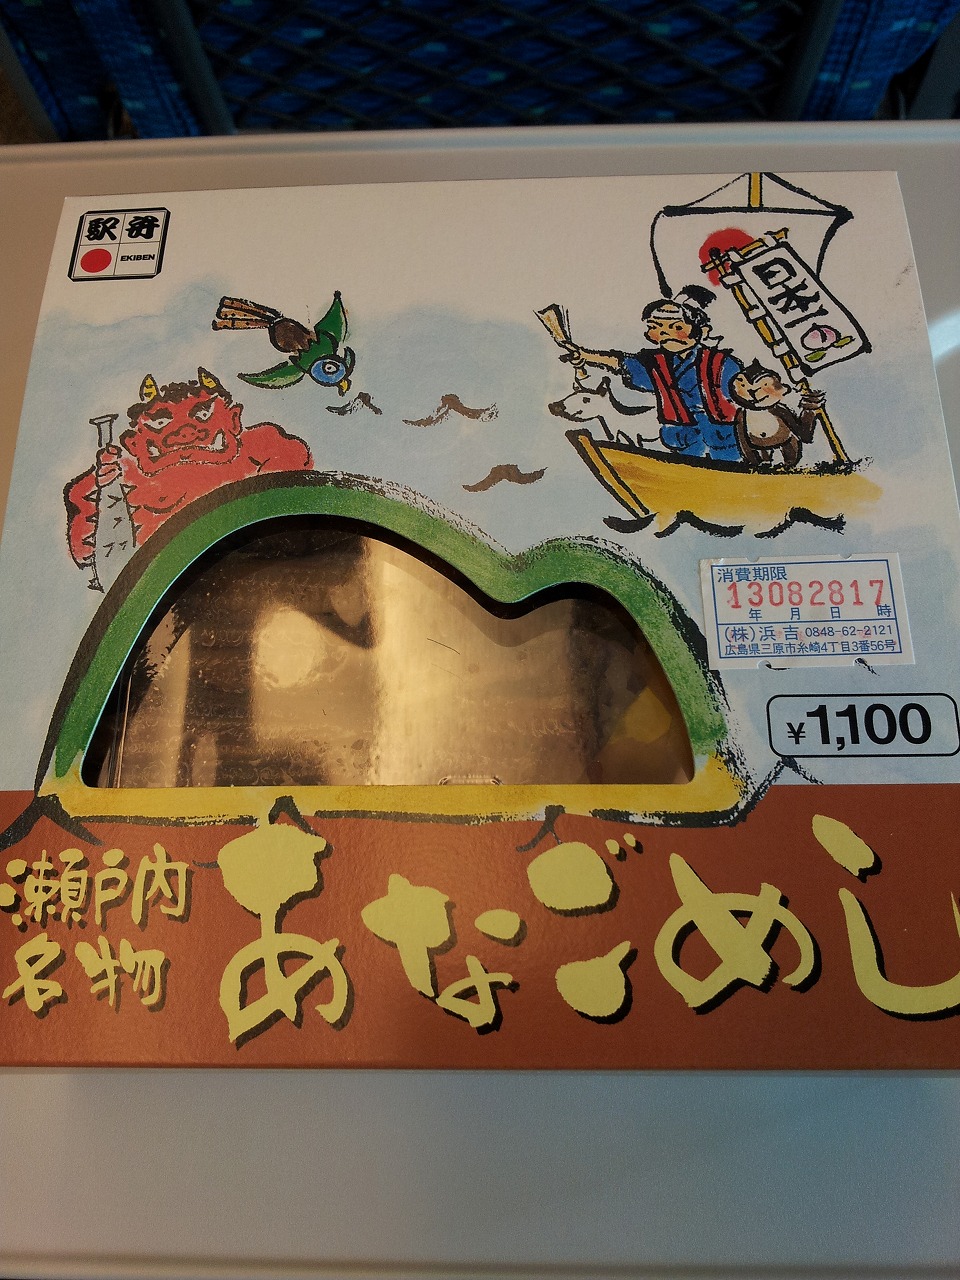 駅弁
EKIBEN
日本一
消費期限
13082817
年 月 日 時
(株)浜吉 0848-62-2121
広島県三原市糸崎4丁目3番56号
¥1,100
瀬戸内
名物
あなごめし